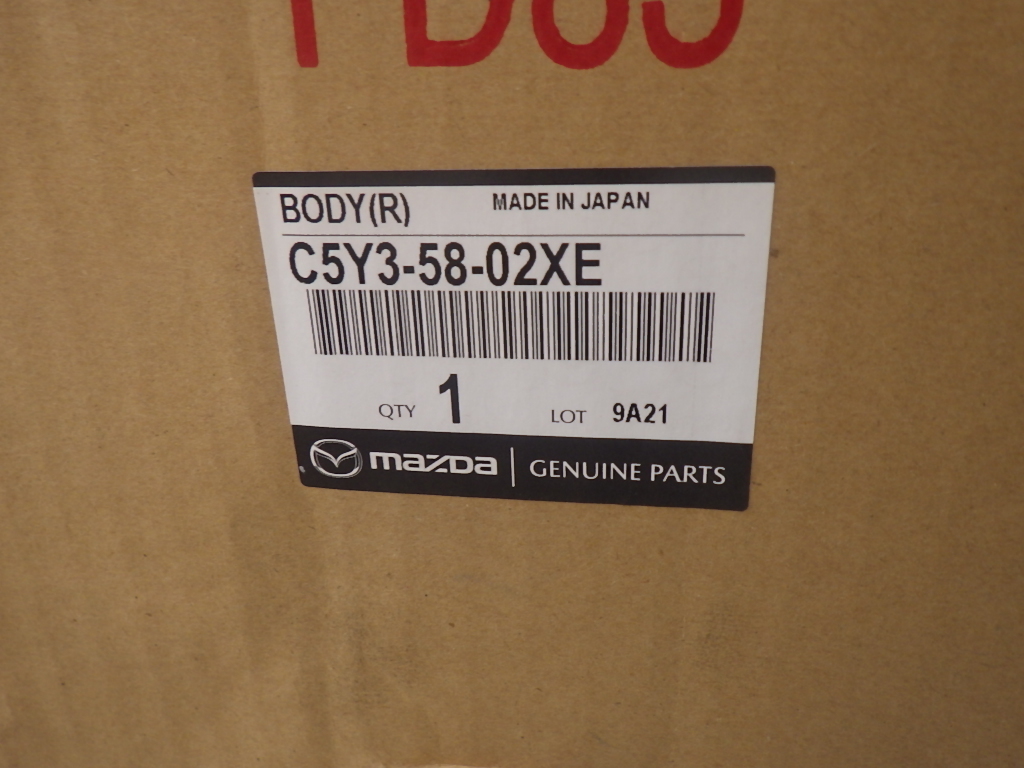 BODY(R) MADE IN JAPAN
C5Y3-58-02XE
QTY 1 LOT 9A21
mazda GENUINE PARTS